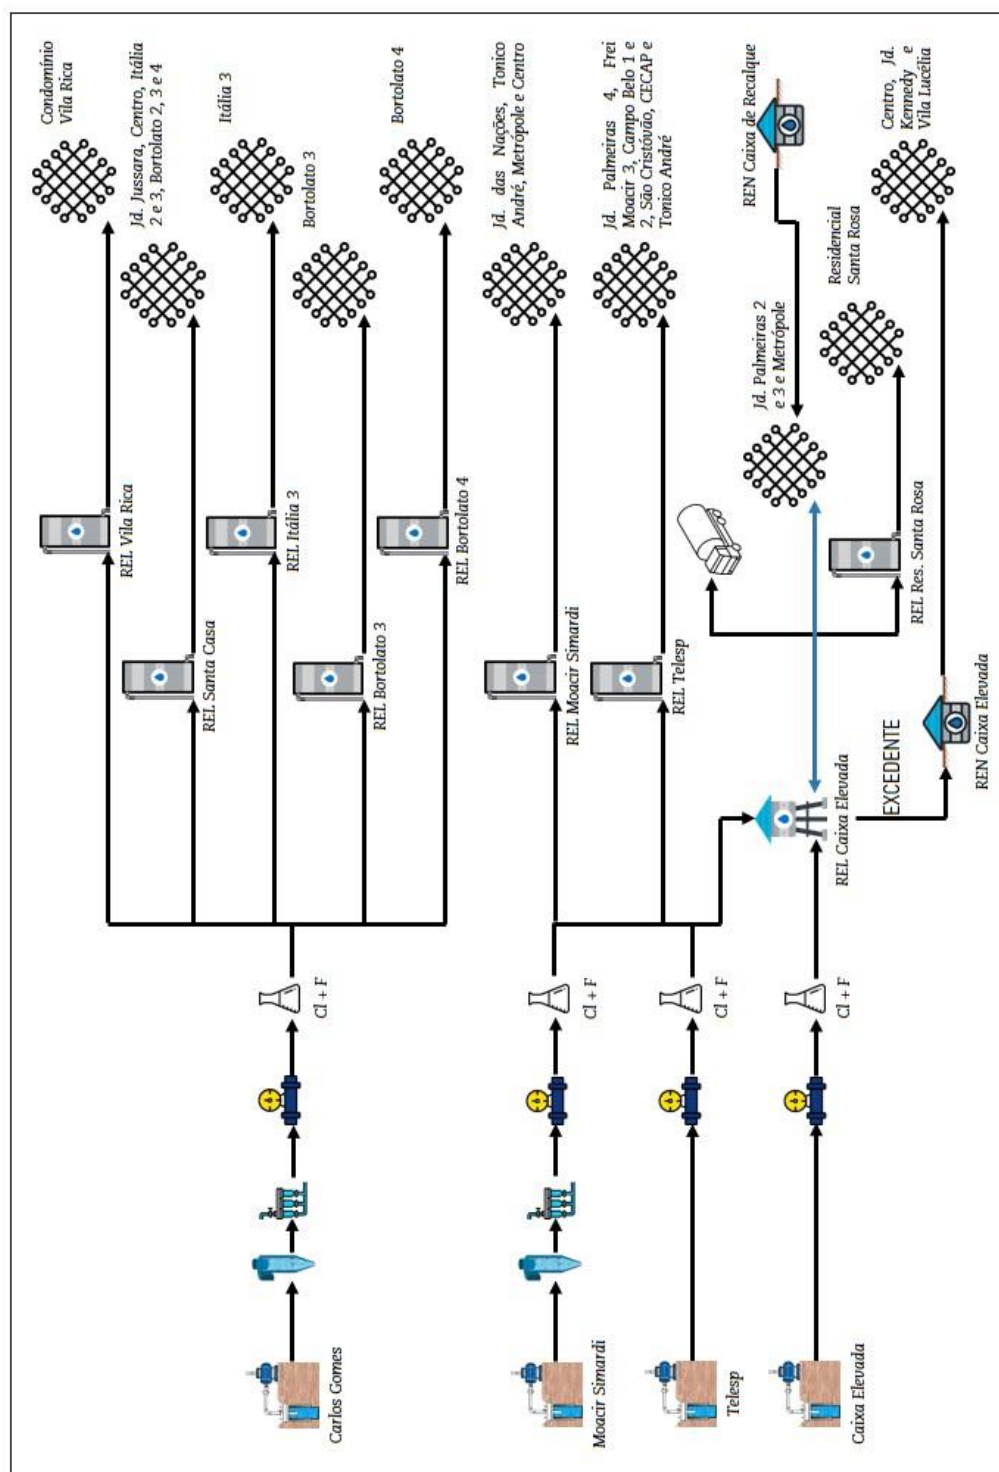 Condomínio
Vila Rica
Jd. Jussara, Centro, Itália
2 e 3, Bortolato 2, 3 e 4
Itália 3
Bortolato 3
Bortolato 4
Jd. das Nações, Tonico
André, Metrópole e Centro
Jd. Palmeiras 4, Frei
Moacir 3, Campo Belo 1 e
2, São Cristóvão, CECAP e
Tonico André
REN Caixa de Recalque
Jd. Palmeiras 2
e 3 e Metrópole
Residencial
Santa Rosa
Centro, Jd.
Kennedy e
Vila Lucélia
REL Vila Rica
REL Santa Casa
REL Itália 3
REL Bortolato 3
REL Bortolato 4
REL Moacir Simardi
REL Telesp
REL Res. Santa Rosa
REL Caixa Elevada
EXCEDENTE
REN Caixa Elevada
Cl + F
Cl + F
Cl + F
Cl + F
Carlos Gomes
Moacir Simardi
Telesp
Caixa Elevada